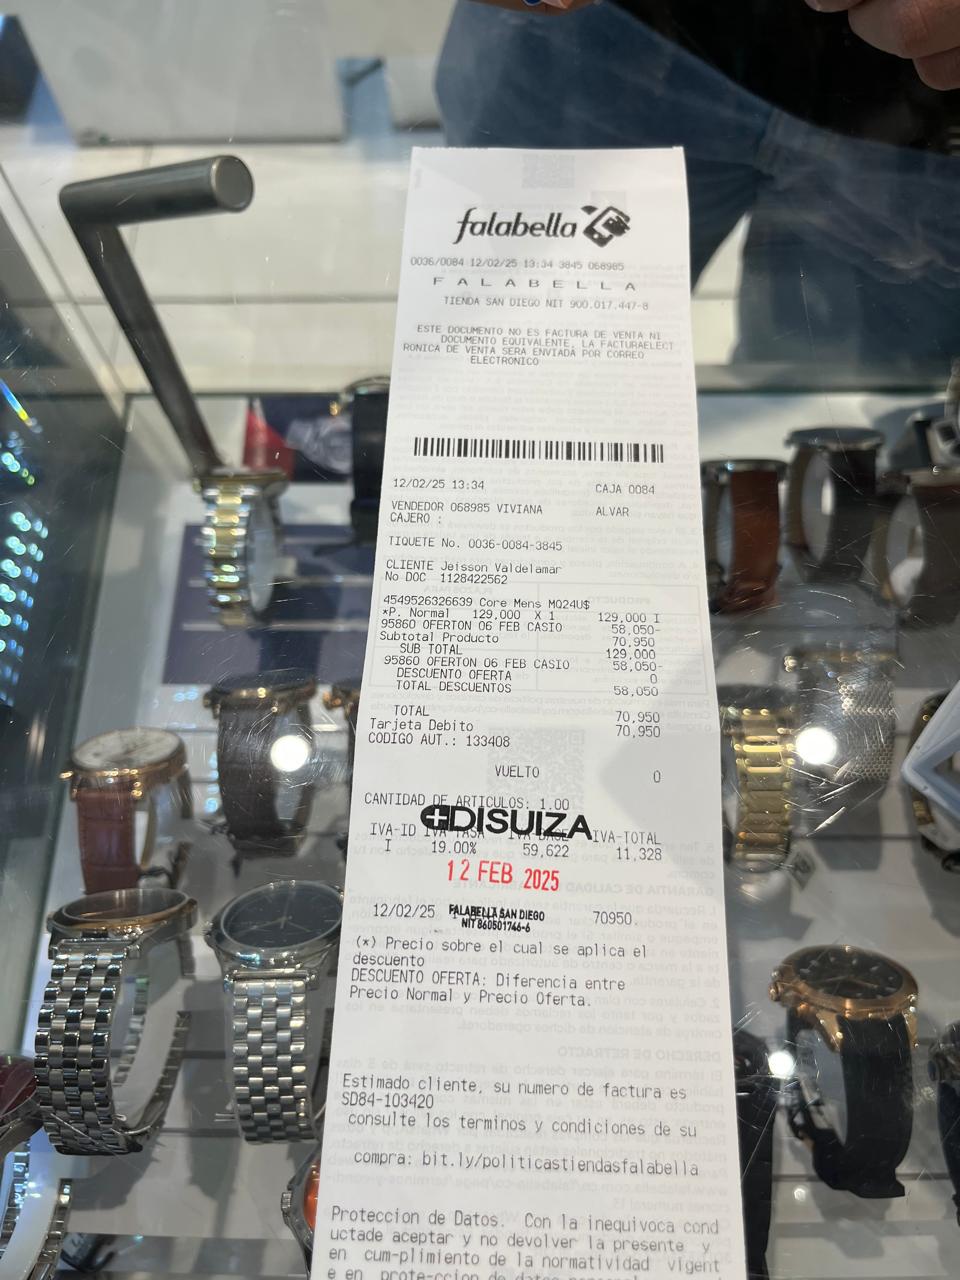 falabella
0036/0084 12/02/25 13:34 3845 068985
F A L A B E L L A
TIENDA SAN DIEGO NIT 900.017.447-8
ESTE DOCUMENTO NO ES FACTURA DE VENTA NI
DOCUMENTO EQUIVALENTE, LA FACTURAELECT
RONICA DE VENTA SERA ENVIADA POR CORREO
ELECTRONICO
12/02/25 13:34 CAJA 0084
VENDEDOR 068985 VIVIANA ALVAR
CAJERO :
TIQUETE No. 0036-0084-3845
CLIENTE Jeisson Valdelamar
No DOC 1128422562
4549526326639 Core Mens MQ24U$
*P. Normal 129,000 X 1 129,000 I
95860 OFERTON 06 FEB CASIO 58,050-
Subtotal Producto 70,950
SUB TOTAL 129,000
95860 OFERTON 06 FEB CASIO 58,050-
DESCUENTO OFERTA 0
TOTAL DESCUENTOS 58,050
TOTAL 70,950
Tarjeta Debito 70,950
CODIGO AUT.: 133408
VUELTO 0
CANTIDAD DE ARTICULOS: 1.00
DISUIZA
IVA-ID IVA-TASA IVA-BASE IVA-TOTAL
I 19.00% 59,622 11,328
12 FEB 2025
12/02/25 FALABELLA SAN DIEGO 70950.
NIT 860501746-6
(*) Precio sobre el cual se aplica el
descuento
DESCUENTO OFERTA: Diferencia entre
Precio Normal y Precio Oferta.
Estimado cliente, su numero de factura es
SD84-103420
consulte los terminos y condiciones de su
compra: bit.ly/politicastiendasfalabella
Proteccion de Datos. Con la inequivoca cond
uctade aceptar y no devolver la presente y
en cum-plimiento de la normatividad vigent
e en prote-ccion de datos